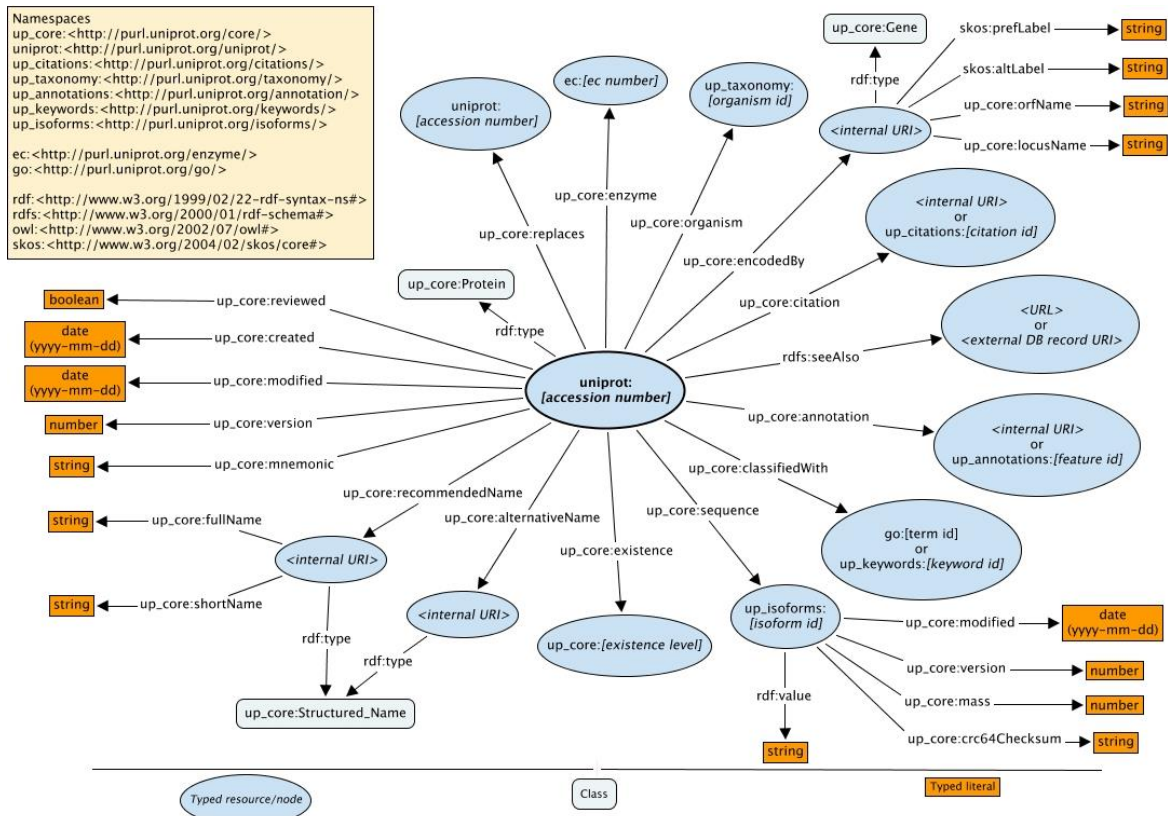 Namespaces
up_core:<http://purl.uniprot.org/core/>
uniprot:<http://purl.uniprot.org/uniprot/>
up_citations:<http://purl.uniprot.org/citations/>
up_taxonomy:<http://purl.uniprot.org/taxonomy/>
up_annotations:<http://purl.uniprot.org/annotation/>
up_keywords:<http://purl.uniprot.org/keywords/>
up_isoforms:<http://purl.uniprot.org/isoforms/>
ec:<http://purl.uniprot.org/enzyme/>
go:<http://purl.uniprot.org/go/>
rdf:<http://www.w3.org/1999/02/22-rdf-syntax-ns#>
rdfs:<http://www.w3.org/2000/01/rdf-schema#>
owl:<http://www.w3.org/2002/07/owl#>
skos:<http://www.w3.org/2004/02/skos/core#>
uniprot:
[accession number]
ec:[ec number]
up_taxonomy:
[organism id]
up_core:Gene
rdf:type
<internal URI>
skos:prefLabel
string
skos:altLabel
string
up_core:orfName
string
up_core:locusName
string
up_core:replaces
up_core:enzyme
up_core:organism
up_core:encodedBy
<internal URI>
or
up_citations:[citation id]
up_core:citation
up_core:Protein
rdf:type
boolean
up_core:reviewed
date
(yyyy-mm-dd)
up_core:created
date
(yyyy-mm-dd)
up_core:modified
number
up_core:version
string
up_core:mnemonic
uniprot:
[accession number]
rdfs:seeAlso
<URL>
or
<external DB record URI>
up_core:annotation
<internal URI>
or
up_annotations:[feature id]
up_core:classifiedWith
go:[term id]
or
up_keywords:[keyword id]
up_core:recommendedName
up_core:alternativeName
up_core:existence
up_core:sequence
string
up_core:fullName
<internal URI>
string
up_core:shortName
rdf:type
<internal URI>
rdf:type
up_core:Structured_Name
up_core:[existence level]
up_isoforms:
[isoform id]
up_core:modified
date
(yyyy-mm-dd)
up_core:version
number
up_core:mass
number
up_core:crc64Checksum
string
rdf:value
string
Typed resource/node
Class
Typed literal